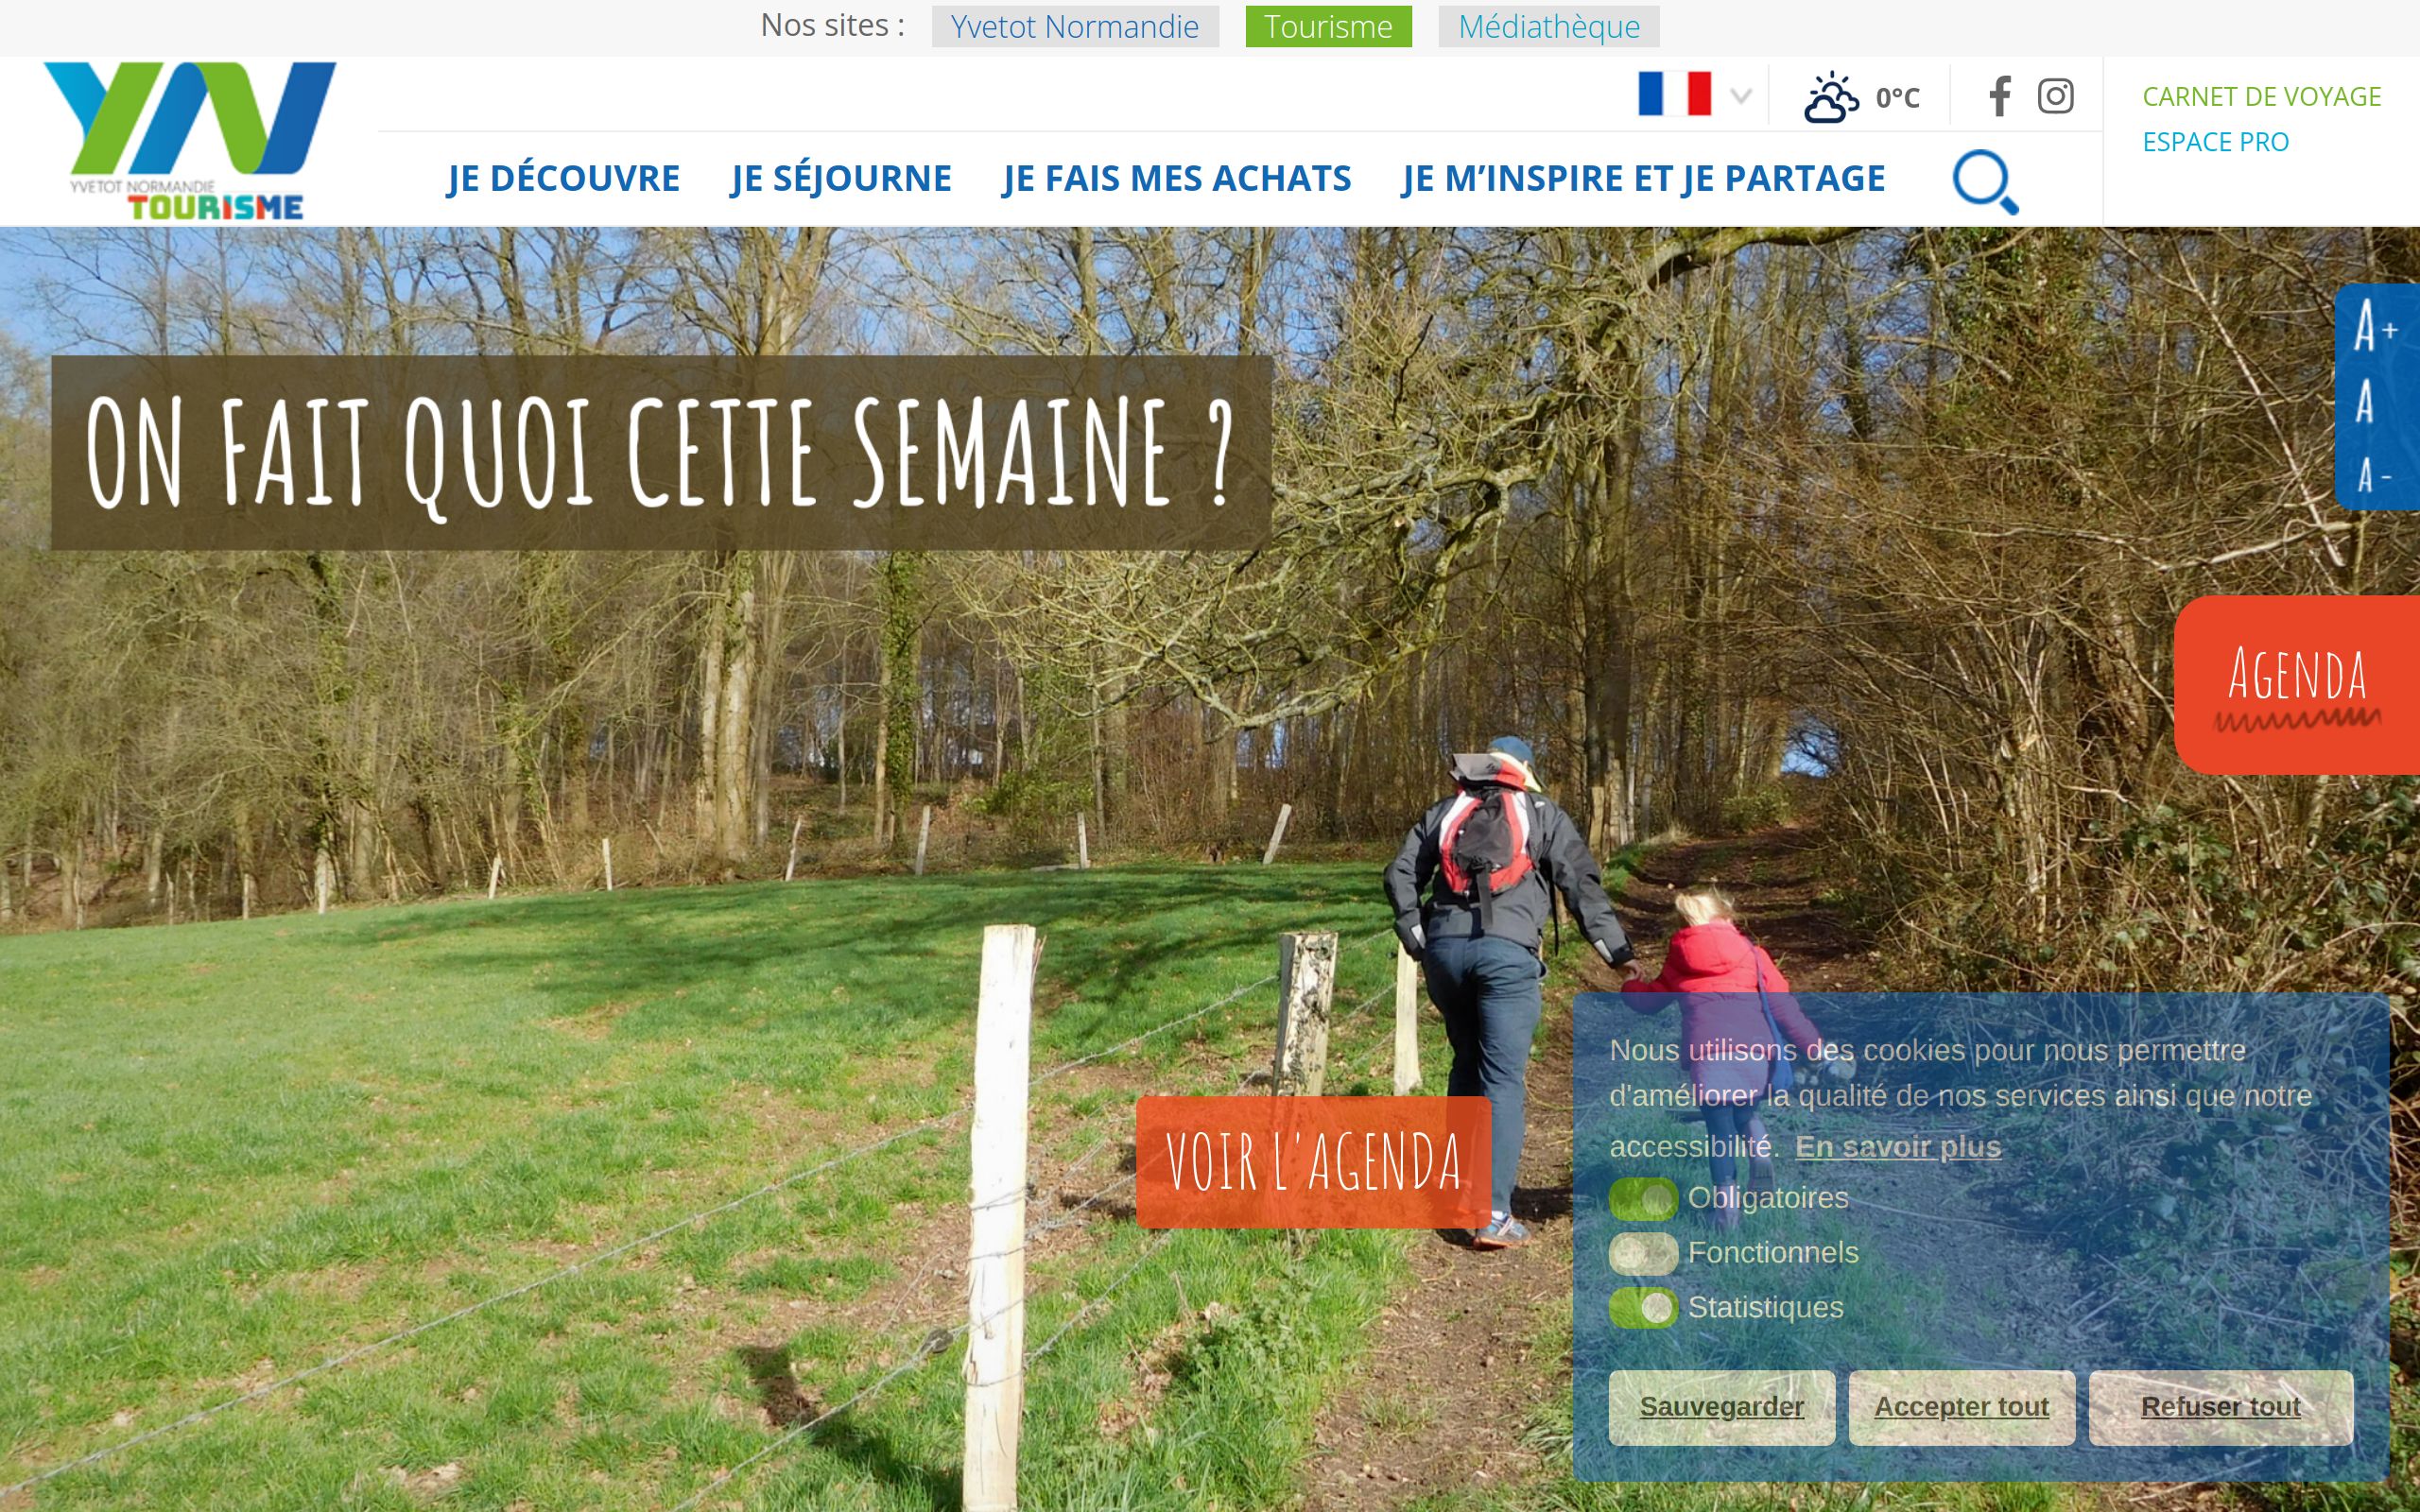 Nos sites : Yvetot Normandie Tourisme Médiathèque
YVETOT NORMANDIE
TOURISME
0°C
CARNET DE VOYAGE
ESPACE PRO
JE DÉCOUVRE JE SÉJOURNE JE FAIS MES ACHATS JE M’INSPIRE ET JE PARTAGE
A+
A
A-
ON FAIT QUOI CETTE SEMAINE ?
AGENDA
VOIR L'AGENDA
Nous utilisons des cookies pour nous permettre
d'améliorer la qualité de nos services ainsi que notre
accessibilité. En savoir plus
Obligatoires
Fonctionnels
Statistiques
Sauvegarder Accepter tout Refuser tout